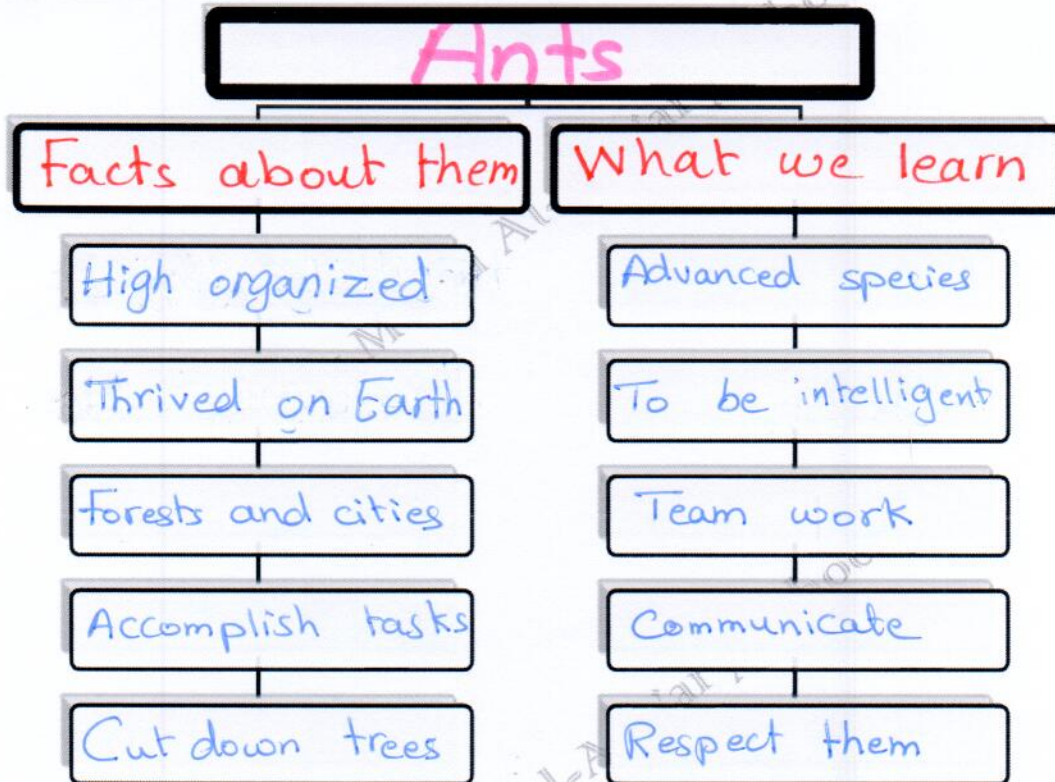 Ants
Facts about them
What we learn
High organized
Advanced species
Thrived on Earth
To be intelligent
Forests and cities
Team work
Accomplish tasks
Communicate
Cut down trees
Respect them